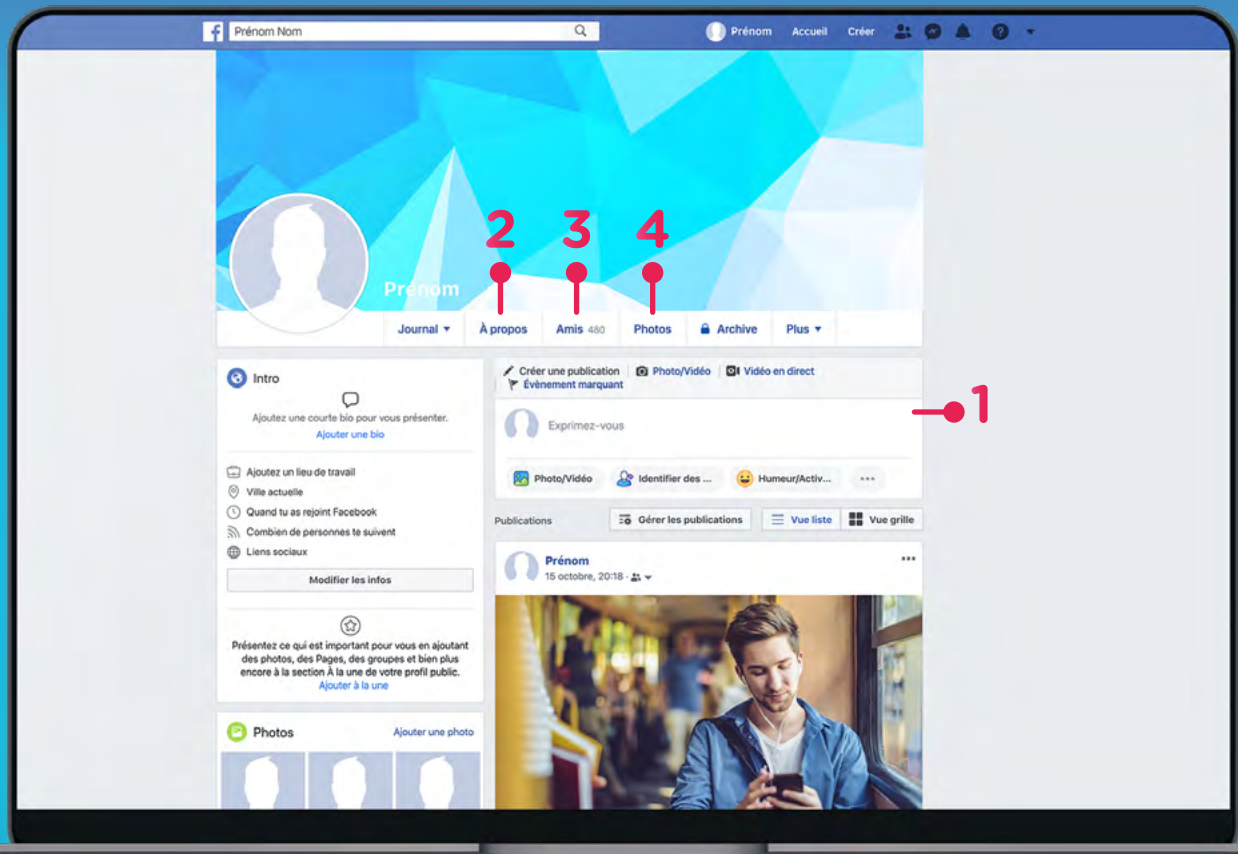 f Prénom Nom Prénom Accueil Créer
2 3 4
Prénom
Journal À propos Amis 480 Photos Archive Plus
Intro
Ajoutez une courte bio pour vous présenter.
Ajouter une bio
Ajoutez un lieu de travail
Ville actuelle
Quand tu as rejoint Facebook
Combien de personnes te suivent
Liens sociaux
Modifier les infos
Présentez ce qui est important pour vous en ajoutant
des photos, des Pages, des groupes et bien plus
encore à la section À la une de votre profil public.
Ajouter à la une
Photos Ajouter une photo
Créer une publication Photo/Vidéo Vidéo en direct
Évènement marquant
1
Exprimez-vous
Photo/Vidéo Identifier des ... Humeur/Activ... ...
Publications Gérer les publications Vue liste Vue grille
Prénom ...
15 octobre, 20:18 ·